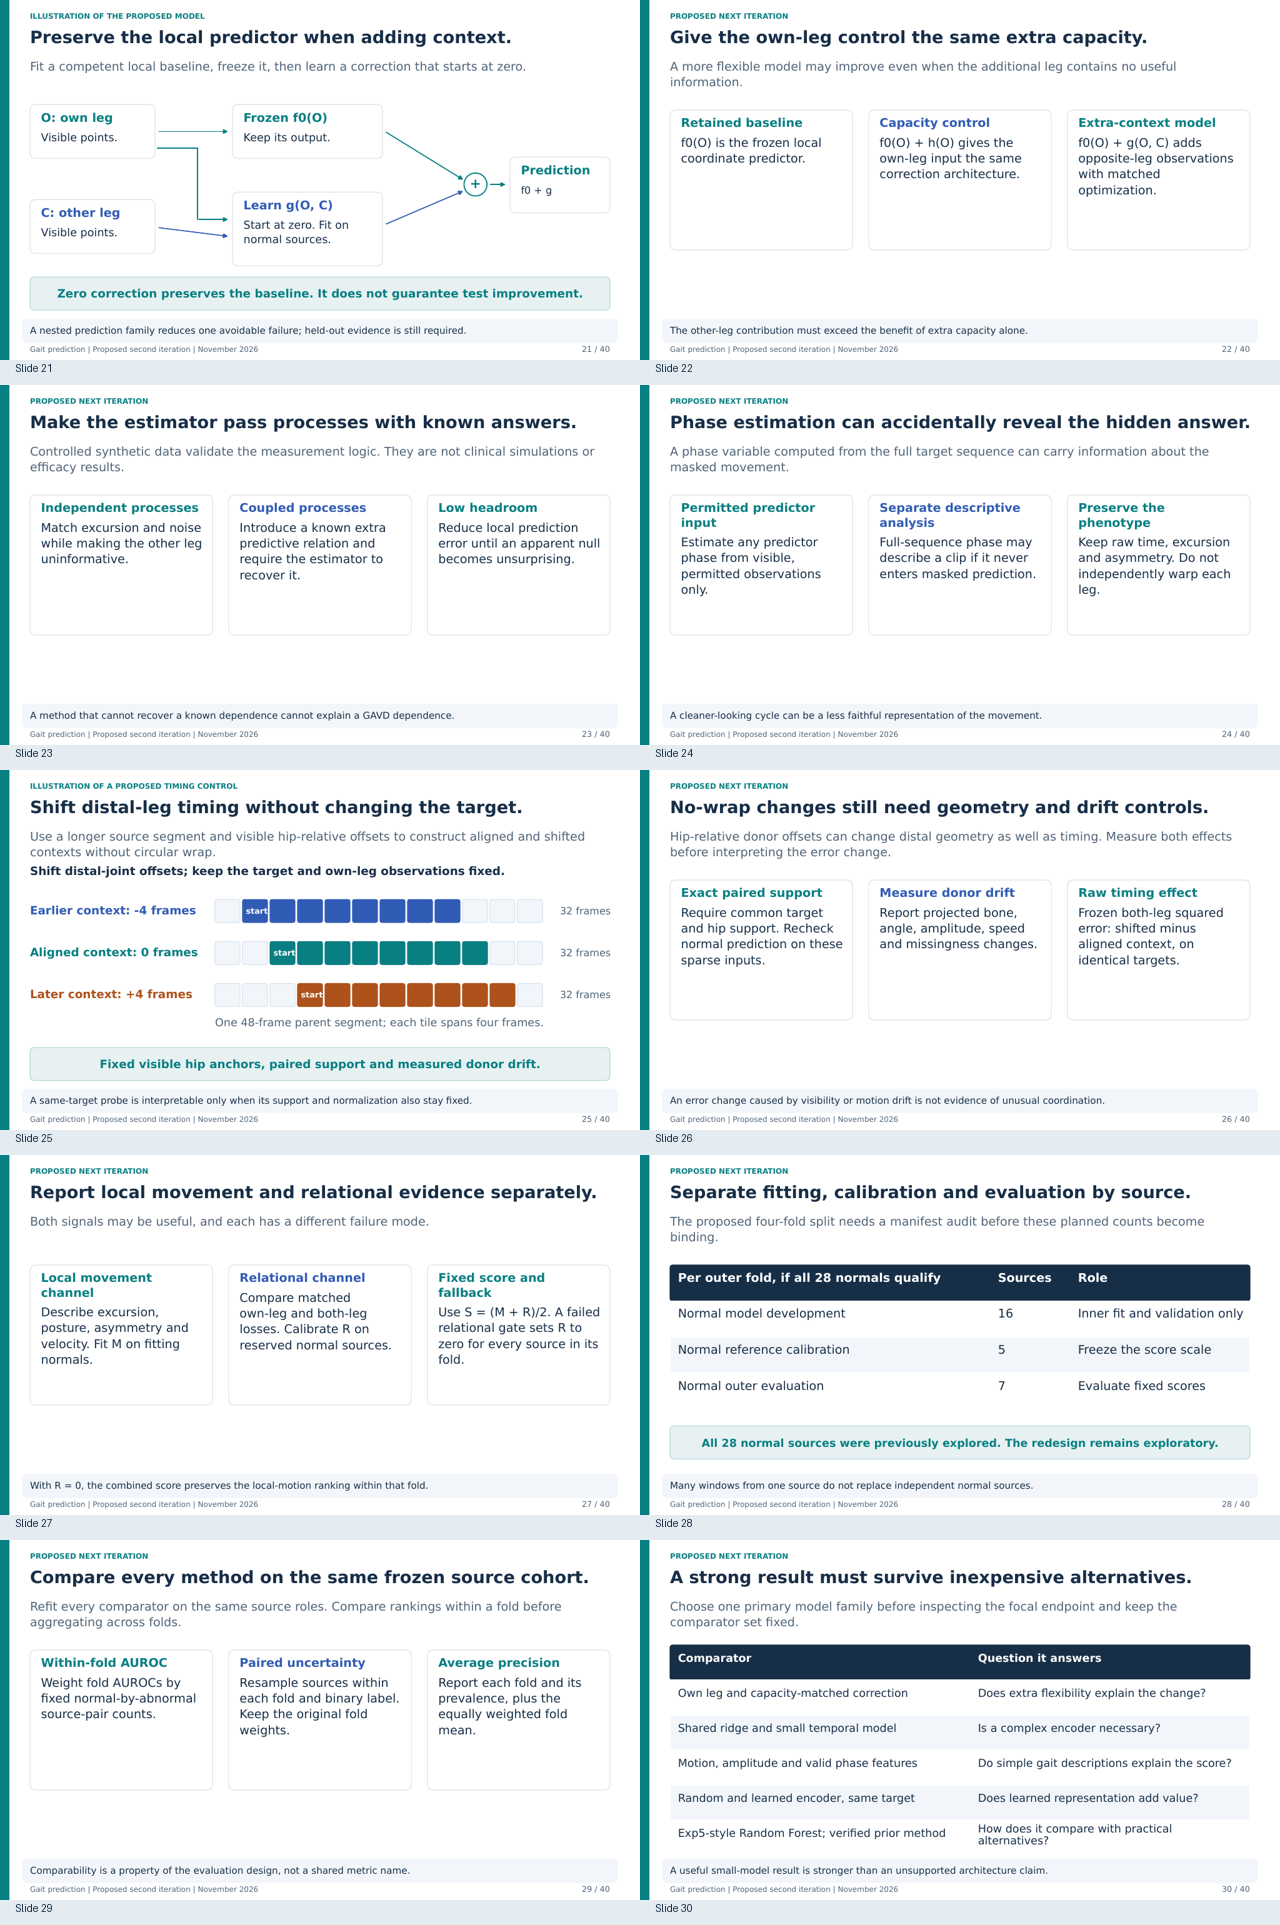 ILLUSTRATION OF THE PROPOSED MODEL
Preserve the local predictor when adding context.
Fit a competent local baseline, freeze it, then learn a correction that starts at zero.
O: own leg
Visible points.
Frozen f0(O)
Keep its output.
C: other leg
Visible points.
Learn g(O, C)
Start at zero. Fit on
normal sources.
+
Prediction
f0 + g
Zero correction preserves the baseline. It does not guarantee test improvement.
A nested prediction family reduces one avoidable failure; held-out evidence is still required.
Gait prediction | Proposed second iteration | November 2026
21 / 40
Slide 21
PROPOSED NEXT ITERATION
Give the own-leg control the same extra capacity.
A more flexible model may improve even when the additional leg contains no useful
information.
Retained baseline
f0(O) is the frozen local
coordinate predictor.
Capacity control
f0(O) + h(O) gives the
own-leg input the same
correction architecture.
Extra-context model
f0(O) + g(O, C) adds
opposite-leg observations
with matched
optimization.
The other-leg contribution must exceed the benefit of extra capacity alone.
Gait prediction | Proposed second iteration | November 2026
22 / 40
Slide 22
PROPOSED NEXT ITERATION
Make the estimator pass processes with known answers.
Controlled synthetic data validate the measurement logic. They are not clinical simulations or
efficacy results.
Independent processes
Match excursion and noise
while making the other leg
uninformative.
Coupled processes
Introduce a known extra
predictive relation and
require the estimator to
recover it.
Low headroom
Reduce local prediction
error until an apparent null
becomes unsurprising.
A method that cannot recover a known dependence cannot explain a GAVD dependence.
Gait prediction | Proposed second iteration | November 2026
23 / 40
Slide 23
PROPOSED NEXT ITERATION
Phase estimation can accidentally reveal the hidden answer.
A phase variable computed from the full target sequence can carry information about the
masked movement.
Permitted predictor
input
Estimate any predictor
phase from visible,
permitted observations
only.
Separate descriptive
analysis
Full-sequence phase may
describe a clip if it never
enters masked prediction.
Preserve the
phenotype
Keep raw time, excursion
and asymmetry. Do not
independently warp each
leg.
A cleaner-looking cycle can be a less faithful representation of the movement.
Gait prediction | Proposed second iteration | November 2026
24 / 40
Slide 24
ILLUSTRATION OF A PROPOSED TIMING CONTROL
Shift distal-leg timing without changing the target.
Use a longer source segment and visible hip-relative offsets to construct aligned and shifted
contexts without circular wrap.
Shift distal-joint offsets; keep the target and own-leg observations fixed.
Earlier context: -4 frames
start
32 frames
Aligned context: 0 frames
start
32 frames
Later context: +4 frames
start
32 frames
One 48-frame parent segment; each tile spans four frames.
Fixed visible hip anchors, paired support and measured donor drift.
A same-target probe is interpretable only when its support and normalization also stay fixed.
Gait prediction | Proposed second iteration | November 2026
25 / 40
Slide 25
PROPOSED NEXT ITERATION
No-wrap changes still need geometry and drift controls.
Hip-relative donor offsets can change distal geometry as well as timing. Measure both effects
before interpreting the error change.
Exact paired support
Require common target
and hip support. Recheck
normal prediction on these
sparse inputs.
Measure donor drift
Report projected bone,
angle, amplitude, speed
and missingness changes.
Raw timing effect
Frozen both-leg squared
error: shifted minus
aligned context, on
identical targets.
An error change caused by visibility or motion drift is not evidence of unusual coordination.
Gait prediction | Proposed second iteration | November 2026
26 / 40
Slide 26
PROPOSED NEXT ITERATION
Report local movement and relational evidence separately.
Both signals may be useful, and each has a different failure mode.
Local movement
channel
Describe excursion,
posture, asymmetry and
velocity. Fit M on fitting
normals.
Relational channel
Compare matched
own-leg and both-leg
losses. Calibrate R on
reserved normal sources.
Fixed score and
fallback
Use S = (M + R)/2. A failed
relational gate sets R to
zero for every source in its
fold.
With R = 0, the combined score preserves the local-motion ranking within that fold.
Gait prediction | Proposed second iteration | November 2026
27 / 40
Slide 27
PROPOSED NEXT ITERATION
Separate fitting, calibration and evaluation by source.
The proposed four-fold split needs a manifest audit before these planned counts become
binding.
Per outer fold, if all 28 normals qualify
Sources
Role
Normal model development
16
Inner fit and validation only
Normal reference calibration
5
Freeze the score scale
Normal outer evaluation
7
Evaluate fixed scores
All 28 normal sources were previously explored. The redesign remains exploratory.
Many windows from one source do not replace independent normal sources.
Gait prediction | Proposed second iteration | November 2026
28 / 40
Slide 28
PROPOSED NEXT ITERATION
Compare every method on the same frozen source cohort.
Refit every comparator on the same source roles. Compare rankings within a fold before
aggregating across folds.
Within-fold AUROC
Weight fold AUROCs by
fixed normal-by-abnormal
source-pair counts.
Paired uncertainty
Resample sources within
each fold and binary label.
Keep the original fold
weights.
Average precision
Report each fold and its
prevalence, plus the
equally weighted fold
mean.
Comparability is a property of the evaluation design, not a shared metric name.
Gait prediction | Proposed second iteration | November 2026
29 / 40
Slide 29
PROPOSED NEXT ITERATION
A strong result must survive inexpensive alternatives.
Choose one primary model family before inspecting the focal endpoint and keep the
comparator set fixed.
Comparator
Question it answers
Own leg and capacity-matched correction
Does extra flexibility explain the change?
Shared ridge and small temporal model
Is a complex encoder necessary?
Motion, amplitude and valid phase features
Do simple gait descriptions explain the score?
Random and learned encoder, same target
Does learned representation add value?
Exp5-style Random Forest; verified prior method
How does it compare with practical
alternatives?
A useful small-model result is stronger than an unsupported architecture claim.
Gait prediction | Proposed second iteration | November 2026
30 / 40
Slide 30